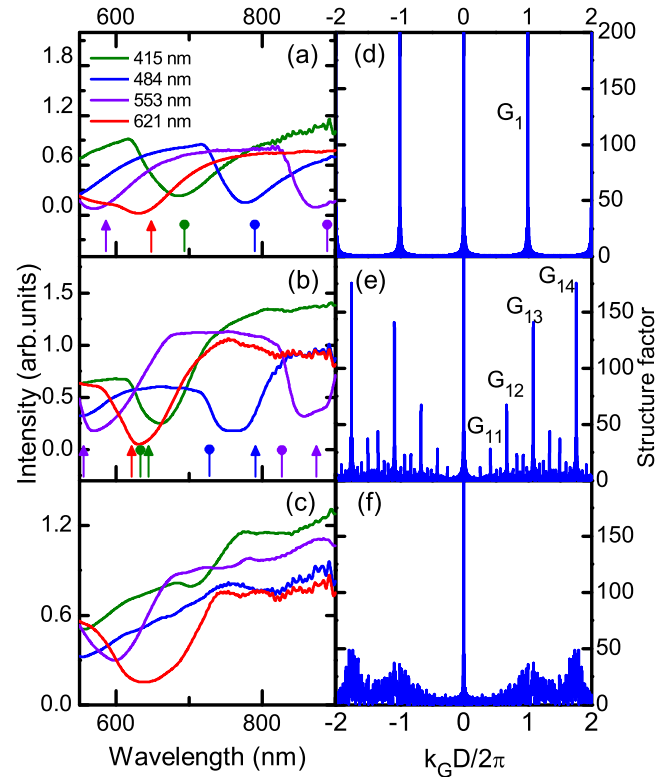 600 800 -2 -1 0 1 2
1.8
1.2
0.6
0.0
(a)
415 nm
484 nm
553 nm
621 nm
(d)
G1
200
150
100
50
1.5
1.0
0.5
0.0
(b)
(e)
G11
G12
G13
G14
150
100
50
0
1.2
0.6
0.0
(c)
(f)
150
100
50
0
Intensity (arb.units)
Structure factor
600 800 -2 -1 0 1 2
Wavelength (nm)
kGD/2π